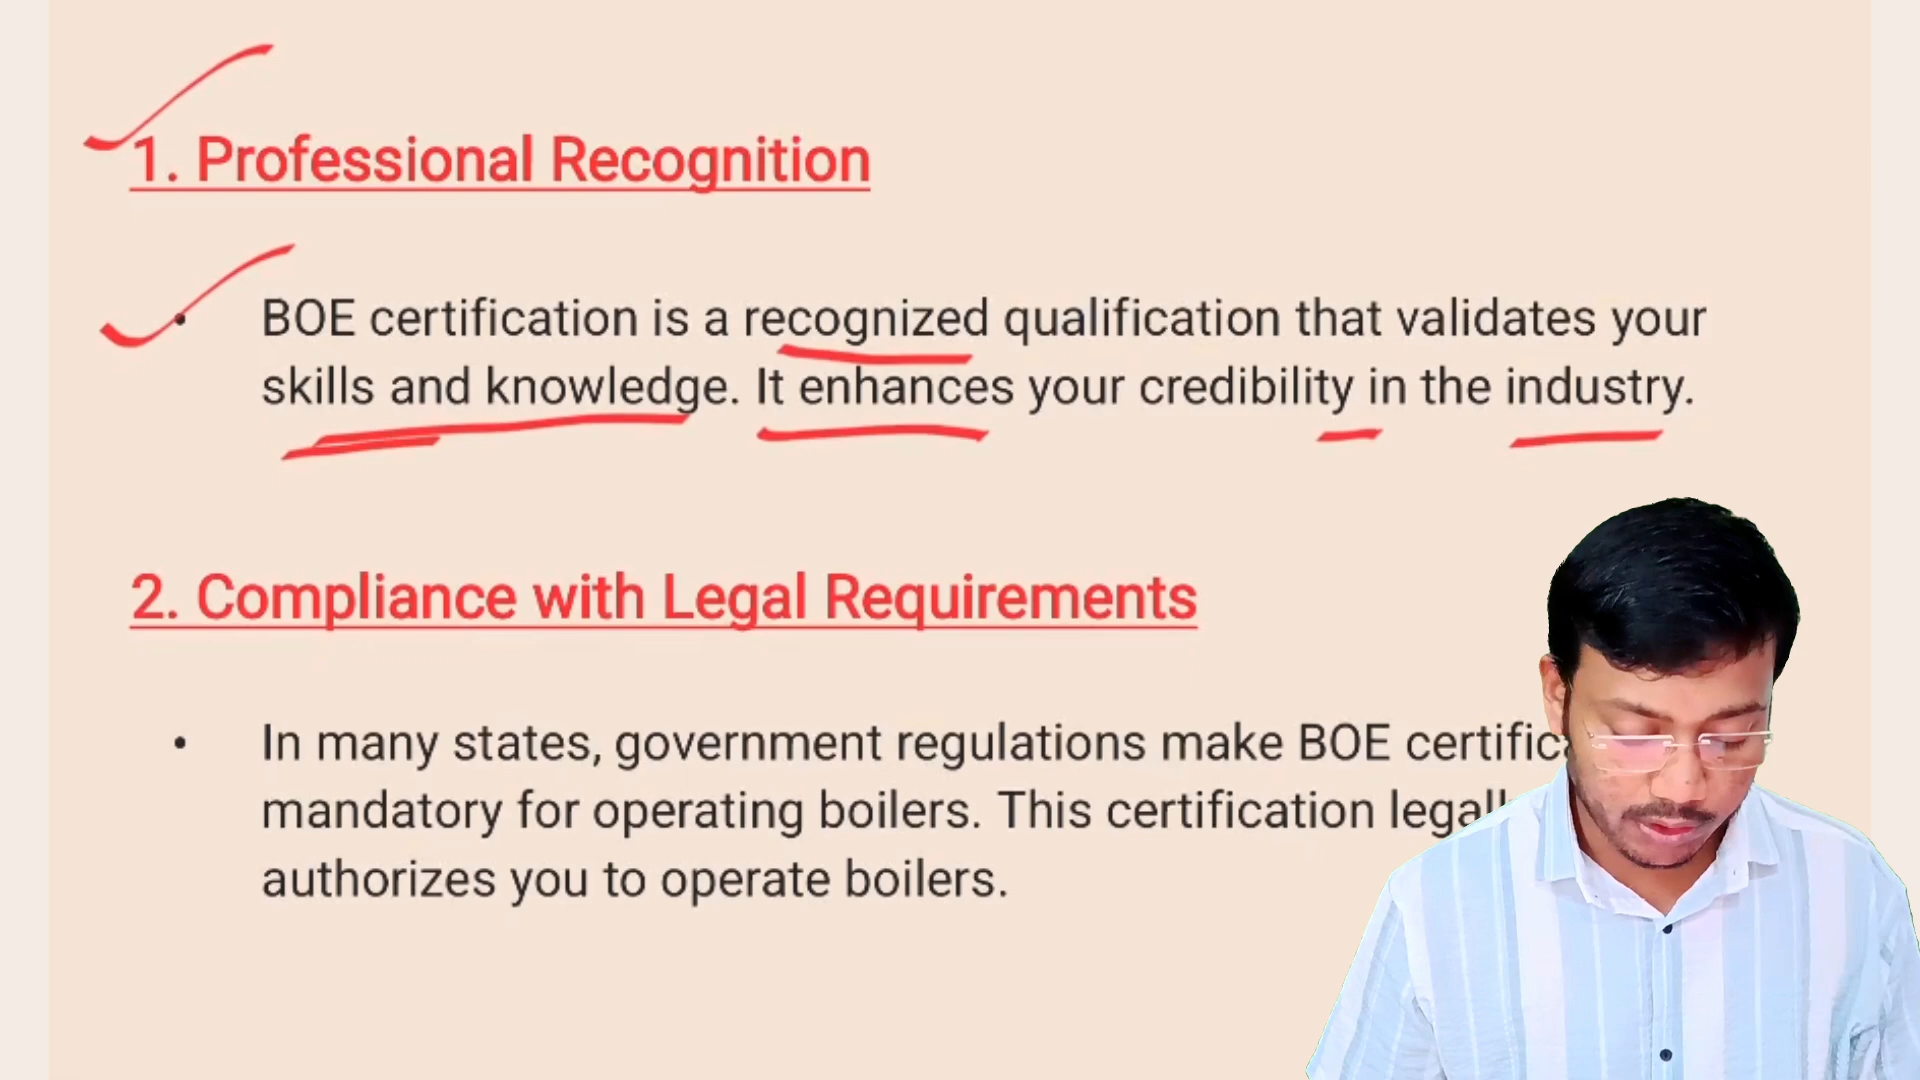 1. Professional Recognition
• BOE certification is a recognized qualification that validates your
skills and knowledge. It enhances your credibility in the industry.
2. Compliance with Legal Requirements
• In many states, government regulations make BOE
mandatory for operating boilers. This certification
authorizes you to operate boilers.